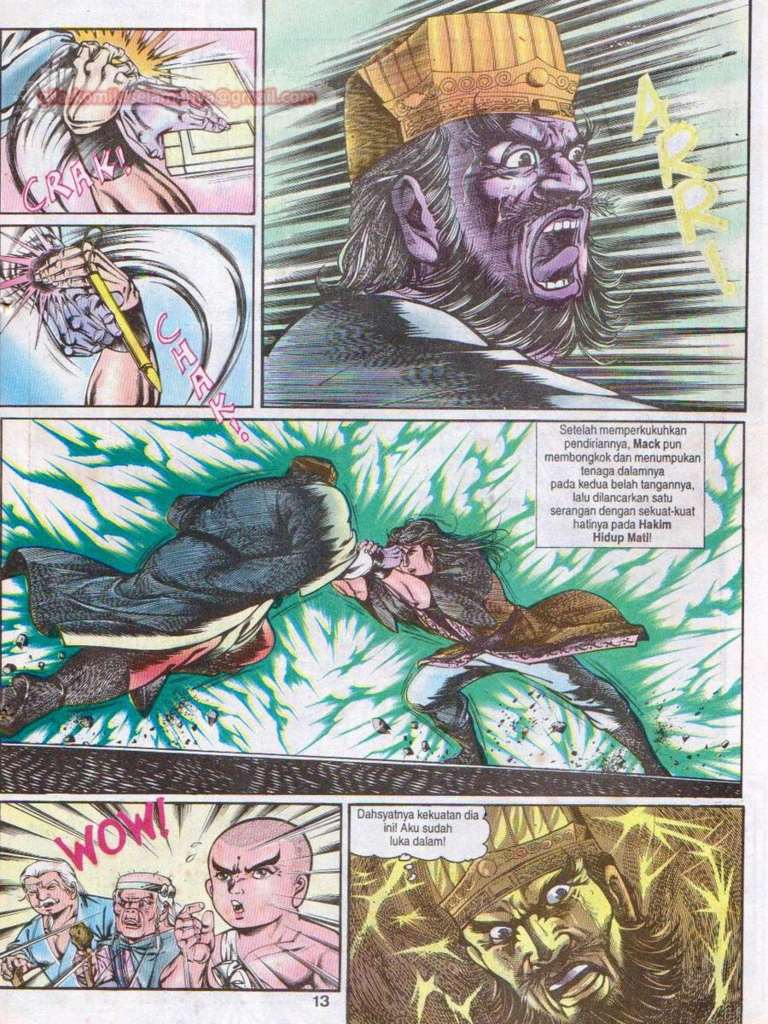 CRAK!
ARR!
CHAK!
Setelah memperkukuhkan
pendiriannya, Mack pun
membongkok dan menumpukan
tenaga dalamnya
pada kedua belah tangannya,
lalu dilancarkan satu
serangan dengan sekuat-kuat
hatinya pada Hakim
Hidup Mati!
WOW!
Dahsyatnya kekuatan dia
ini! Aku sudah
luka dalam!
13